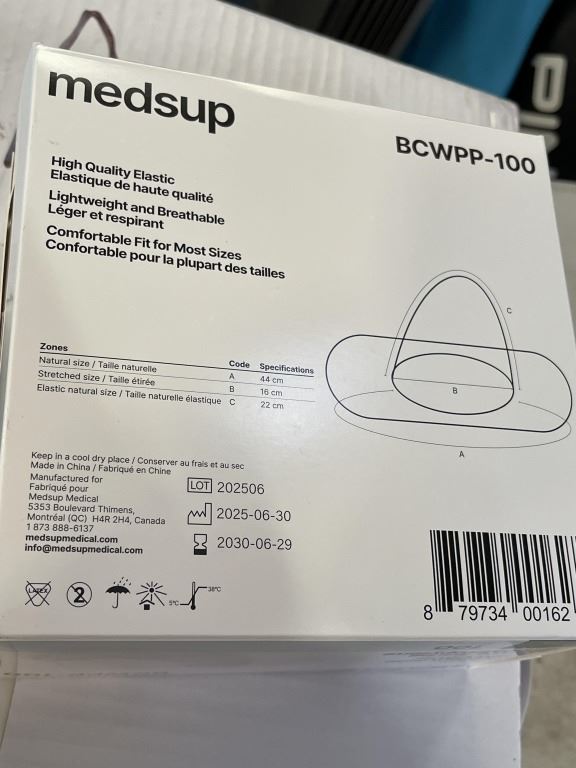 medsup
BCWPP-100
High Quality Elastic
Elastique de haute qualité
Lightweight and Breathable
Léger et respirant
Comfortable Fit for Most Sizes
Confortable pour la plupart des tailles
Zones Code Specifications
Natural size / Taille naturelle A 44 cm
Stretched size / Taille étirée B 16 cm
Elastic natural size / Taille naturelle élastique C 22 cm
C
B
A
Keep in a cool dry place / Conserver au frais et au sec
Made in China / Fabriqué en Chine
Manufactured for
Fabriqué pour
Medsup Medical
5353 Boulevard Thimens,
Montréal (QC) H4R 2H4, Canada
1 873 888-6137
medsupmedical.com
info@medsupmedical.com
LOT 202506
2025-06-30
2030-06-29
LATEX
2
5°C
38°C
8 79734 00162